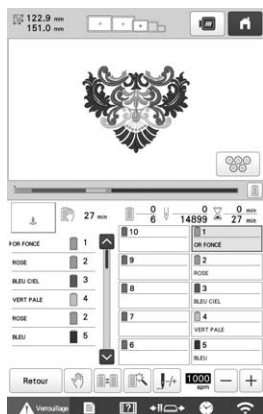 122.9 mm
151.0 mm
27 min
0
6
0
14899
0 min
27 min
OR FONCÉ 1
ROSE 2
BLEU CIEL 3
VERT PALE 4
ROSE 2
BLEU 5
10
1
OR FONCÉ
9
2
ROSE
8
3
BLEU CIEL
7
4
VERT PALE
6
5
BLEU
Retour
1000
spm
Verrouillage